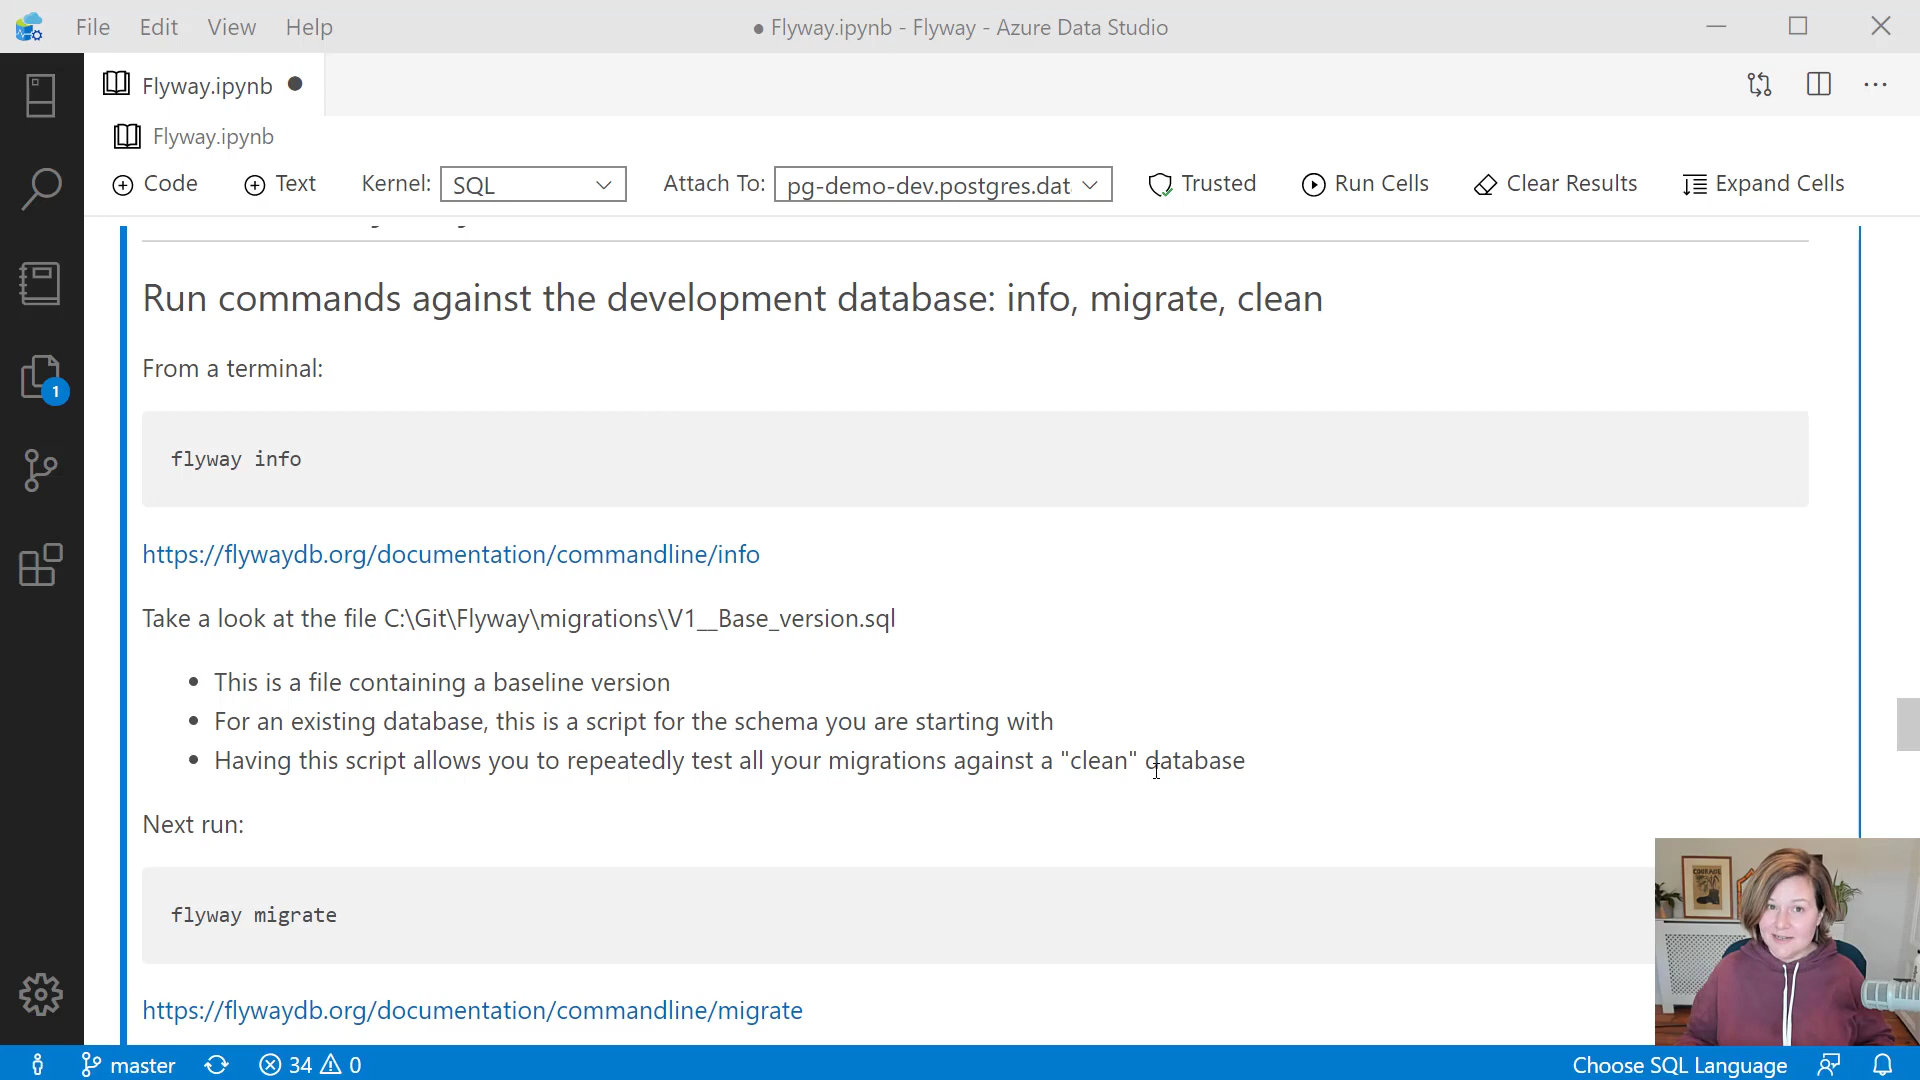 File Edit View Help
● Flyway.ipynb - Flyway - Azure Data Studio
Flyway.ipynb
Flyway.ipynb
Code
Text
Kernel:
SQL
Attach To:
pg-demo-dev.postgres.dat
Trusted
Run Cells
Clear Results
Expand Cells
Run commands against the development database: info, migrate, clean
From a terminal:
flyway info
https://flywaydb.org/documentation/commandline/info
Take a look at the file C:\Git\Flyway\migrations\V1__Base_version.sql
• This is a file containing a baseline version
• For an existing database, this is a script for the schema you are starting with
• Having this script allows you to repeatedly test all your migrations against a "clean" database
Next run:
flyway migrate
https://flywaydb.org/documentation/commandline/migrate
1
COURAGE
master
34
0
Choose SQL Language